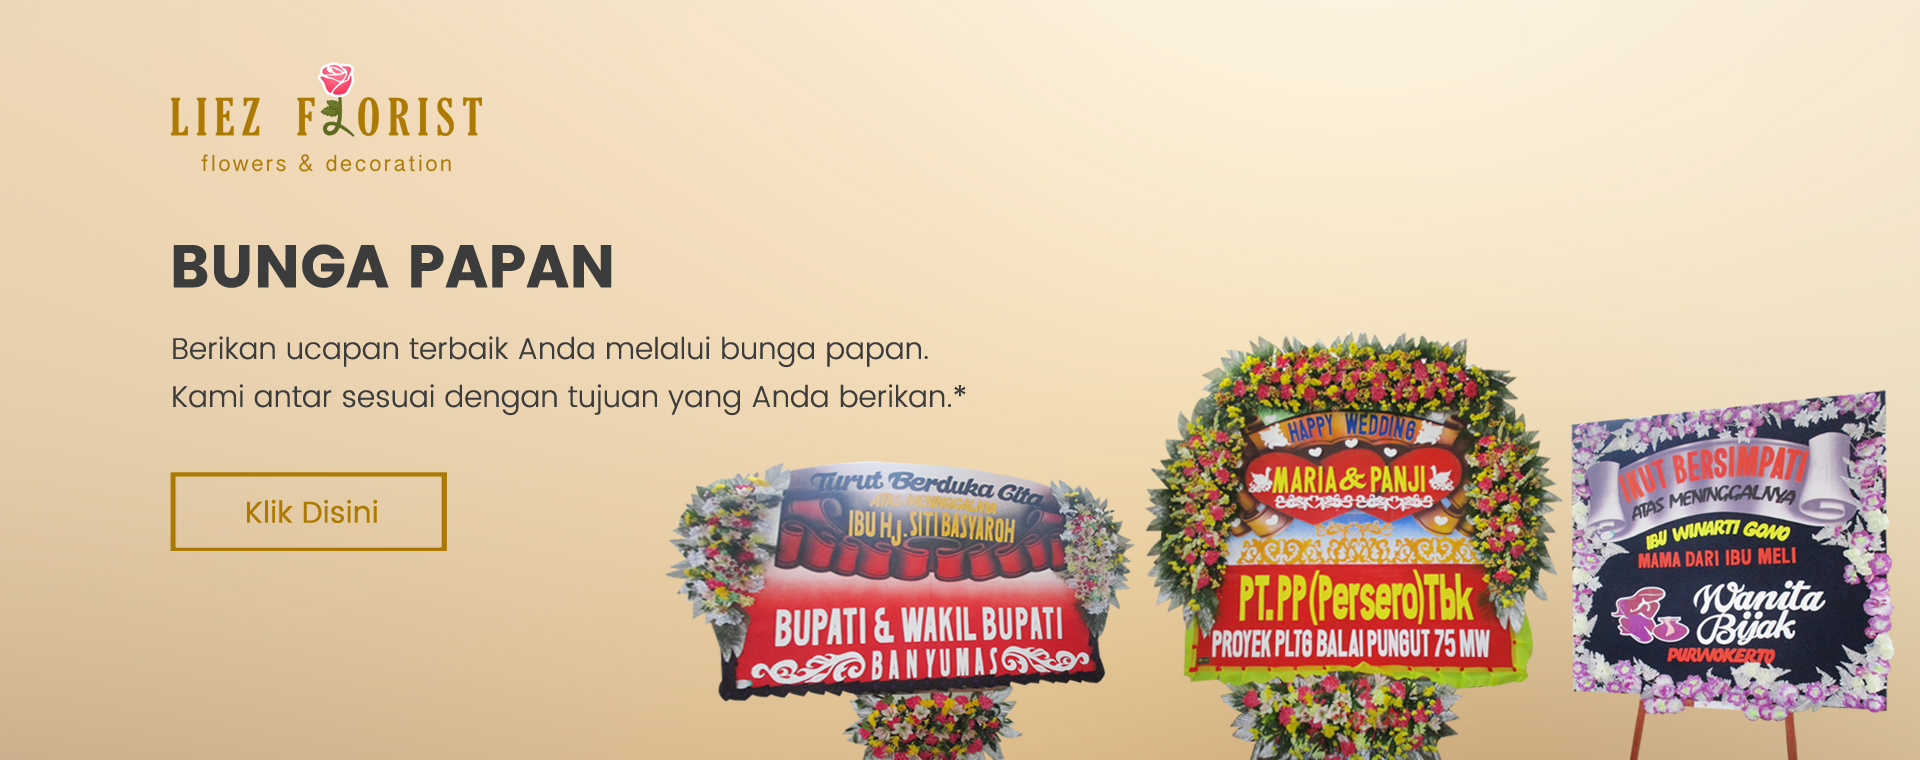 LIEZ FLORIST
flowers & decoration
BUNGA PAPAN
Berikan ucapan terbaik Anda melalui bunga papan.
Kami antar sesuai dengan tujuan yang Anda berikan.*
Klik Disini
Turut Berduka Cita
ATAS MENINGGALNYA
IBU Hj. SITI BASYAROH
BUPATI & WAKIL BUPATI
BANYUMAS
HAPPY WEDDING
MARIA & PANJI
PT. PP (Persero) Tbk
PROYEK PLTG BALAI PUNGUT 75 MW
IKUT BERSIMPATI
ATAS MENINGGALNYA
IBU WINARTI GONO
MAMA DARI IBU MELI
Wanita
Bijak
PURWOKERTO